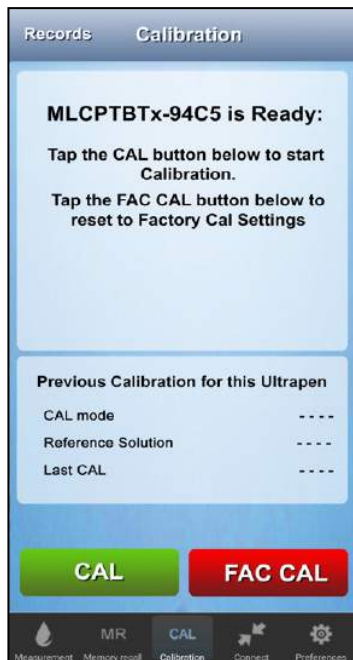 Records Calibration
MLCPTBTx-94C5 is Ready:
Tap the CAL button below to start
Calibration.
Tap the FAC CAL button below to
reset to Factory Cal Settings
Previous Calibration for this Ultrapen
CAL mode - - - -
Reference Solution - - - -
Last CAL - - - -
CAL FAC CAL
MR CAL
Measurement Memory recall Calibration Connect Preferences